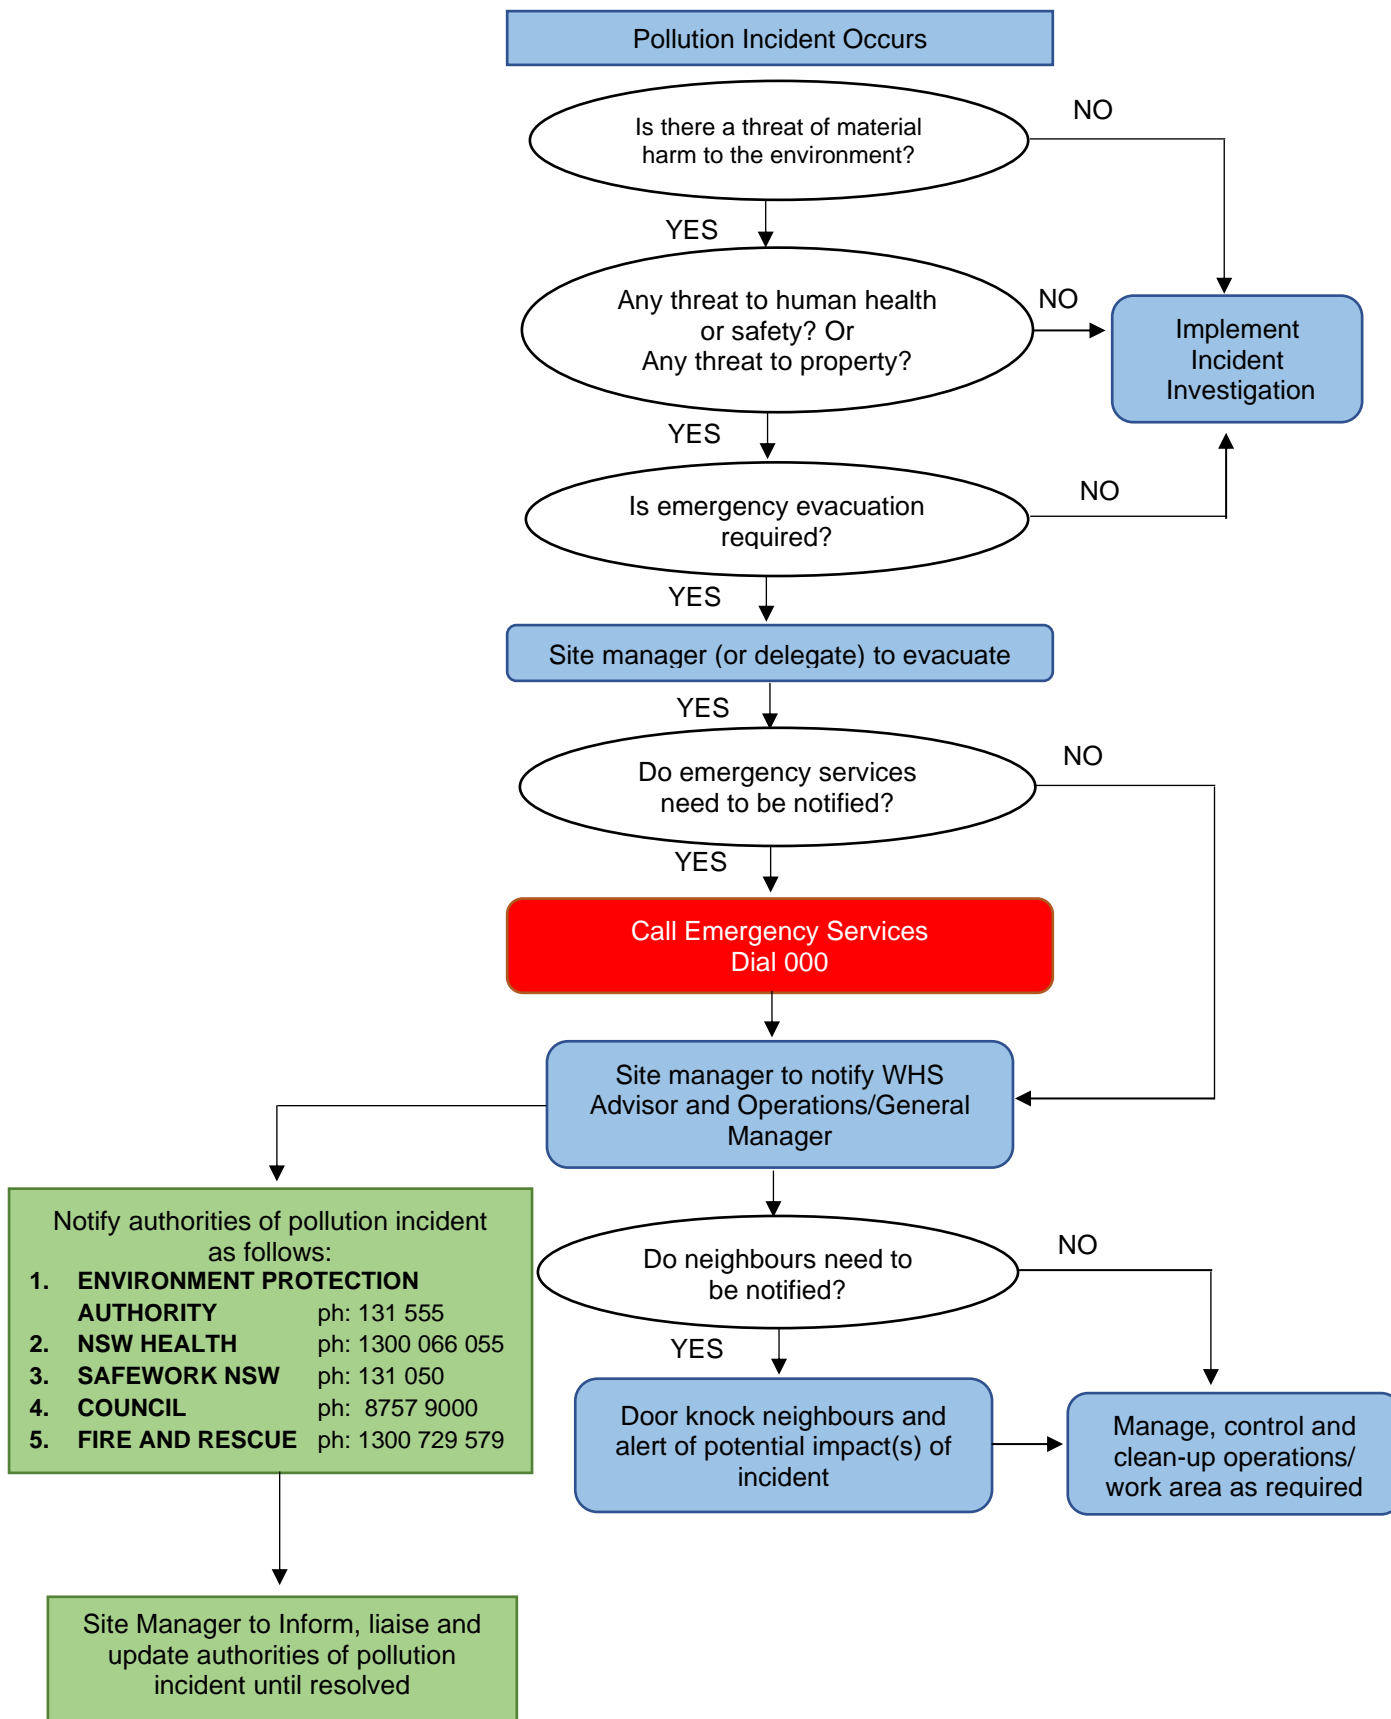 Pollution Incident Occurs
Is there a threat of material
harm to the environment?
NO
YES
Any threat to human health
or safety? Or
Any threat to property?
NO
Implement
Incident
Investigation
YES
Is emergency evacuation
required?
NO
YES
Site manager (or delegate) to evacuate
YES
Do emergency services
need to be notified?
NO
YES
Call Emergency Services
Dial 000
Site manager to notify WHS
Advisor and Operations/General
Manager
Notify authorities of pollution incident
as follows:
1. ENVIRONMENT PROTECTION
AUTHORITY ph: 131 555
2. NSW HEALTH ph: 1300 066 055
3. SAFEWORK NSW ph: 131 050
4. COUNCIL ph: 8757 9000
5. FIRE AND RESCUE ph: 1300 729 579
Do neighbours need to
be notified?
NO
YES
Door knock neighbours and
alert of potential impact(s) of
incident
Manage, control and
clean-up operations/
work area as required
Site Manager to Inform, liaise and
update authorities of pollution
incident until resolved